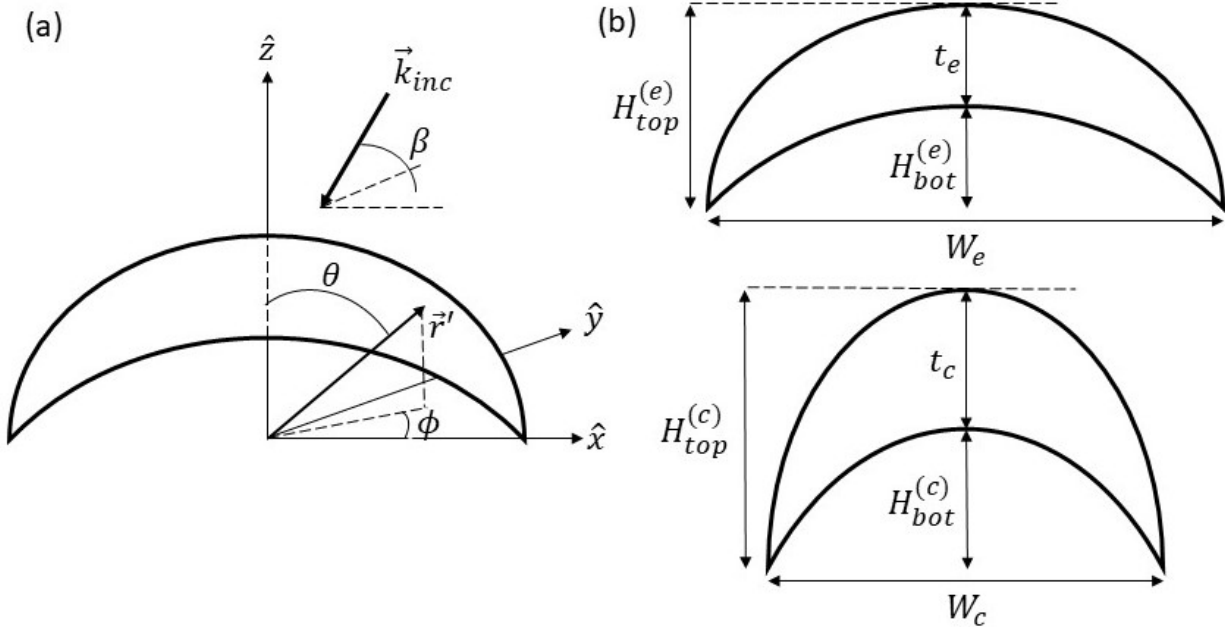 (a)
ẑ
k⃗_inc
β
θ
r⃗'
ŷ
ϕ
x̂
(b)
t_e
H_top^(e)
H_bot^(e)
W_e
t_c
H_top^(c)
H_bot^(c)
W_c